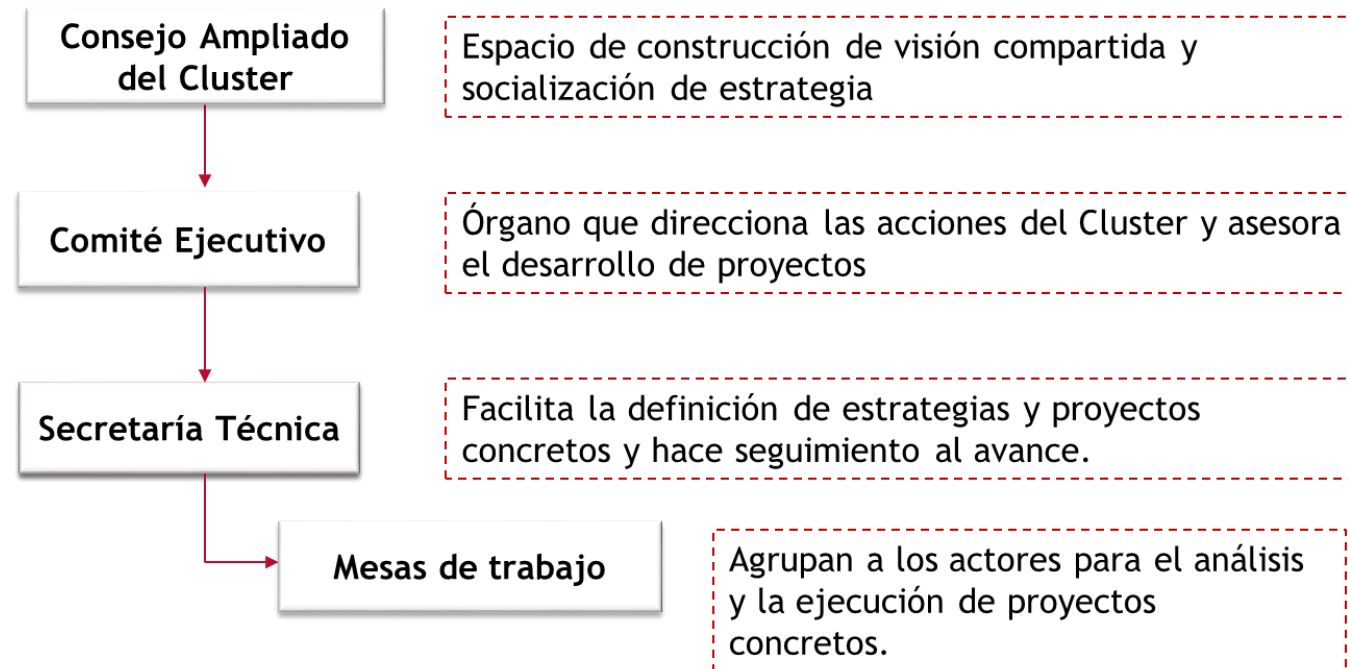 Consejo Ampliado
del Cluster
Espacio de construcción de visión compartida y
socialización de estrategia
Comité Ejecutivo
Órgano que direcciona las acciones del Cluster y asesora
el desarrollo de proyectos
Secretaría Técnica
Facilita la definición de estrategias y proyectos
concretos y hace seguimiento al avance.
Mesas de trabajo
Agrupan a los actores para el análisis
y la ejecución de proyectos
concretos.